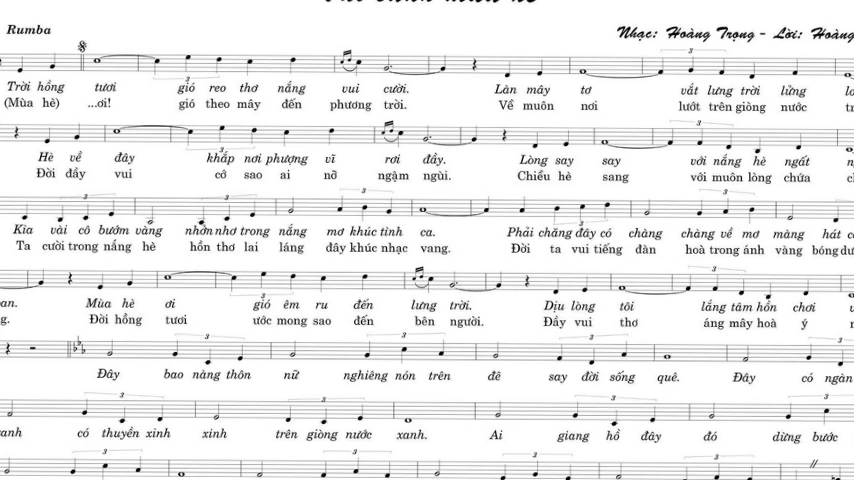 Rumba
Nhạc: Hoàng Trọng - Lời: Hoàng
Trời hồng tươi gió reo thơ nắng vui cười. Làn mây tơ vắt lưng trời lửng
(Mùa hè) ...ơi! gió theo mây đến phương trời. Về muôn nơi lướt trên giòng nước
Hè về đây khắp nơi phượng vĩ rơi đầy. Lòng say say với nắng hè ngất
Đời đầy vui cớ sao ai nỡ ngậm ngùi. Chiều hè sang với muôn lòng chứa
Kìa vài cô bướm vàng nhởn nhơ trong nắng mơ khúc tình ca. Phải chăng đây có chàng chàng về mơ màng hát
Ta cười trong nắng hè hồn thơ lai láng đây khúc nhạc vang. Đời ta vui tiếng đàn hoà trong ánh vàng bóng
Mùa hè ơi gió êm ru đến lưng trời. Dịu lòng tôi lắng tâm hồn chơi
Đời hồng tươi ước mong sao đến bên người. Đầy vui thơ áng mây hoà ý
Đây bao nàng thôn nữ nghiêng nón trên đê say đời sống quê. Đây có ngàn
có thuyền xinh xinh trên giòng nước xanh. Ai giang hồ đây đó dừng bước